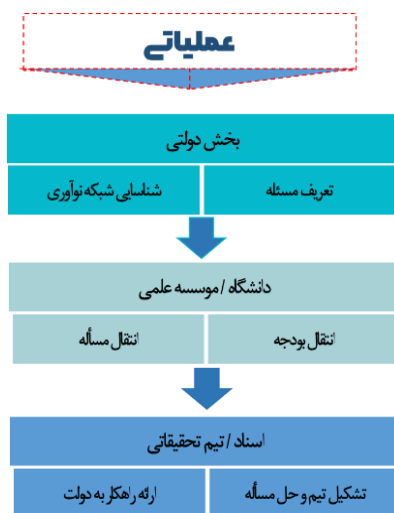 عملیاتی
بخش دولتی
تعریف مسئله
شناسایی شبکه نوآوری
دانشگاه / موسسه علمی
انتقال بودجه
انتقال مسأله
اسناد / تیم تحقیقاتی
تشکیل تیم و حل مسأله
ارائه راهکار به دولت